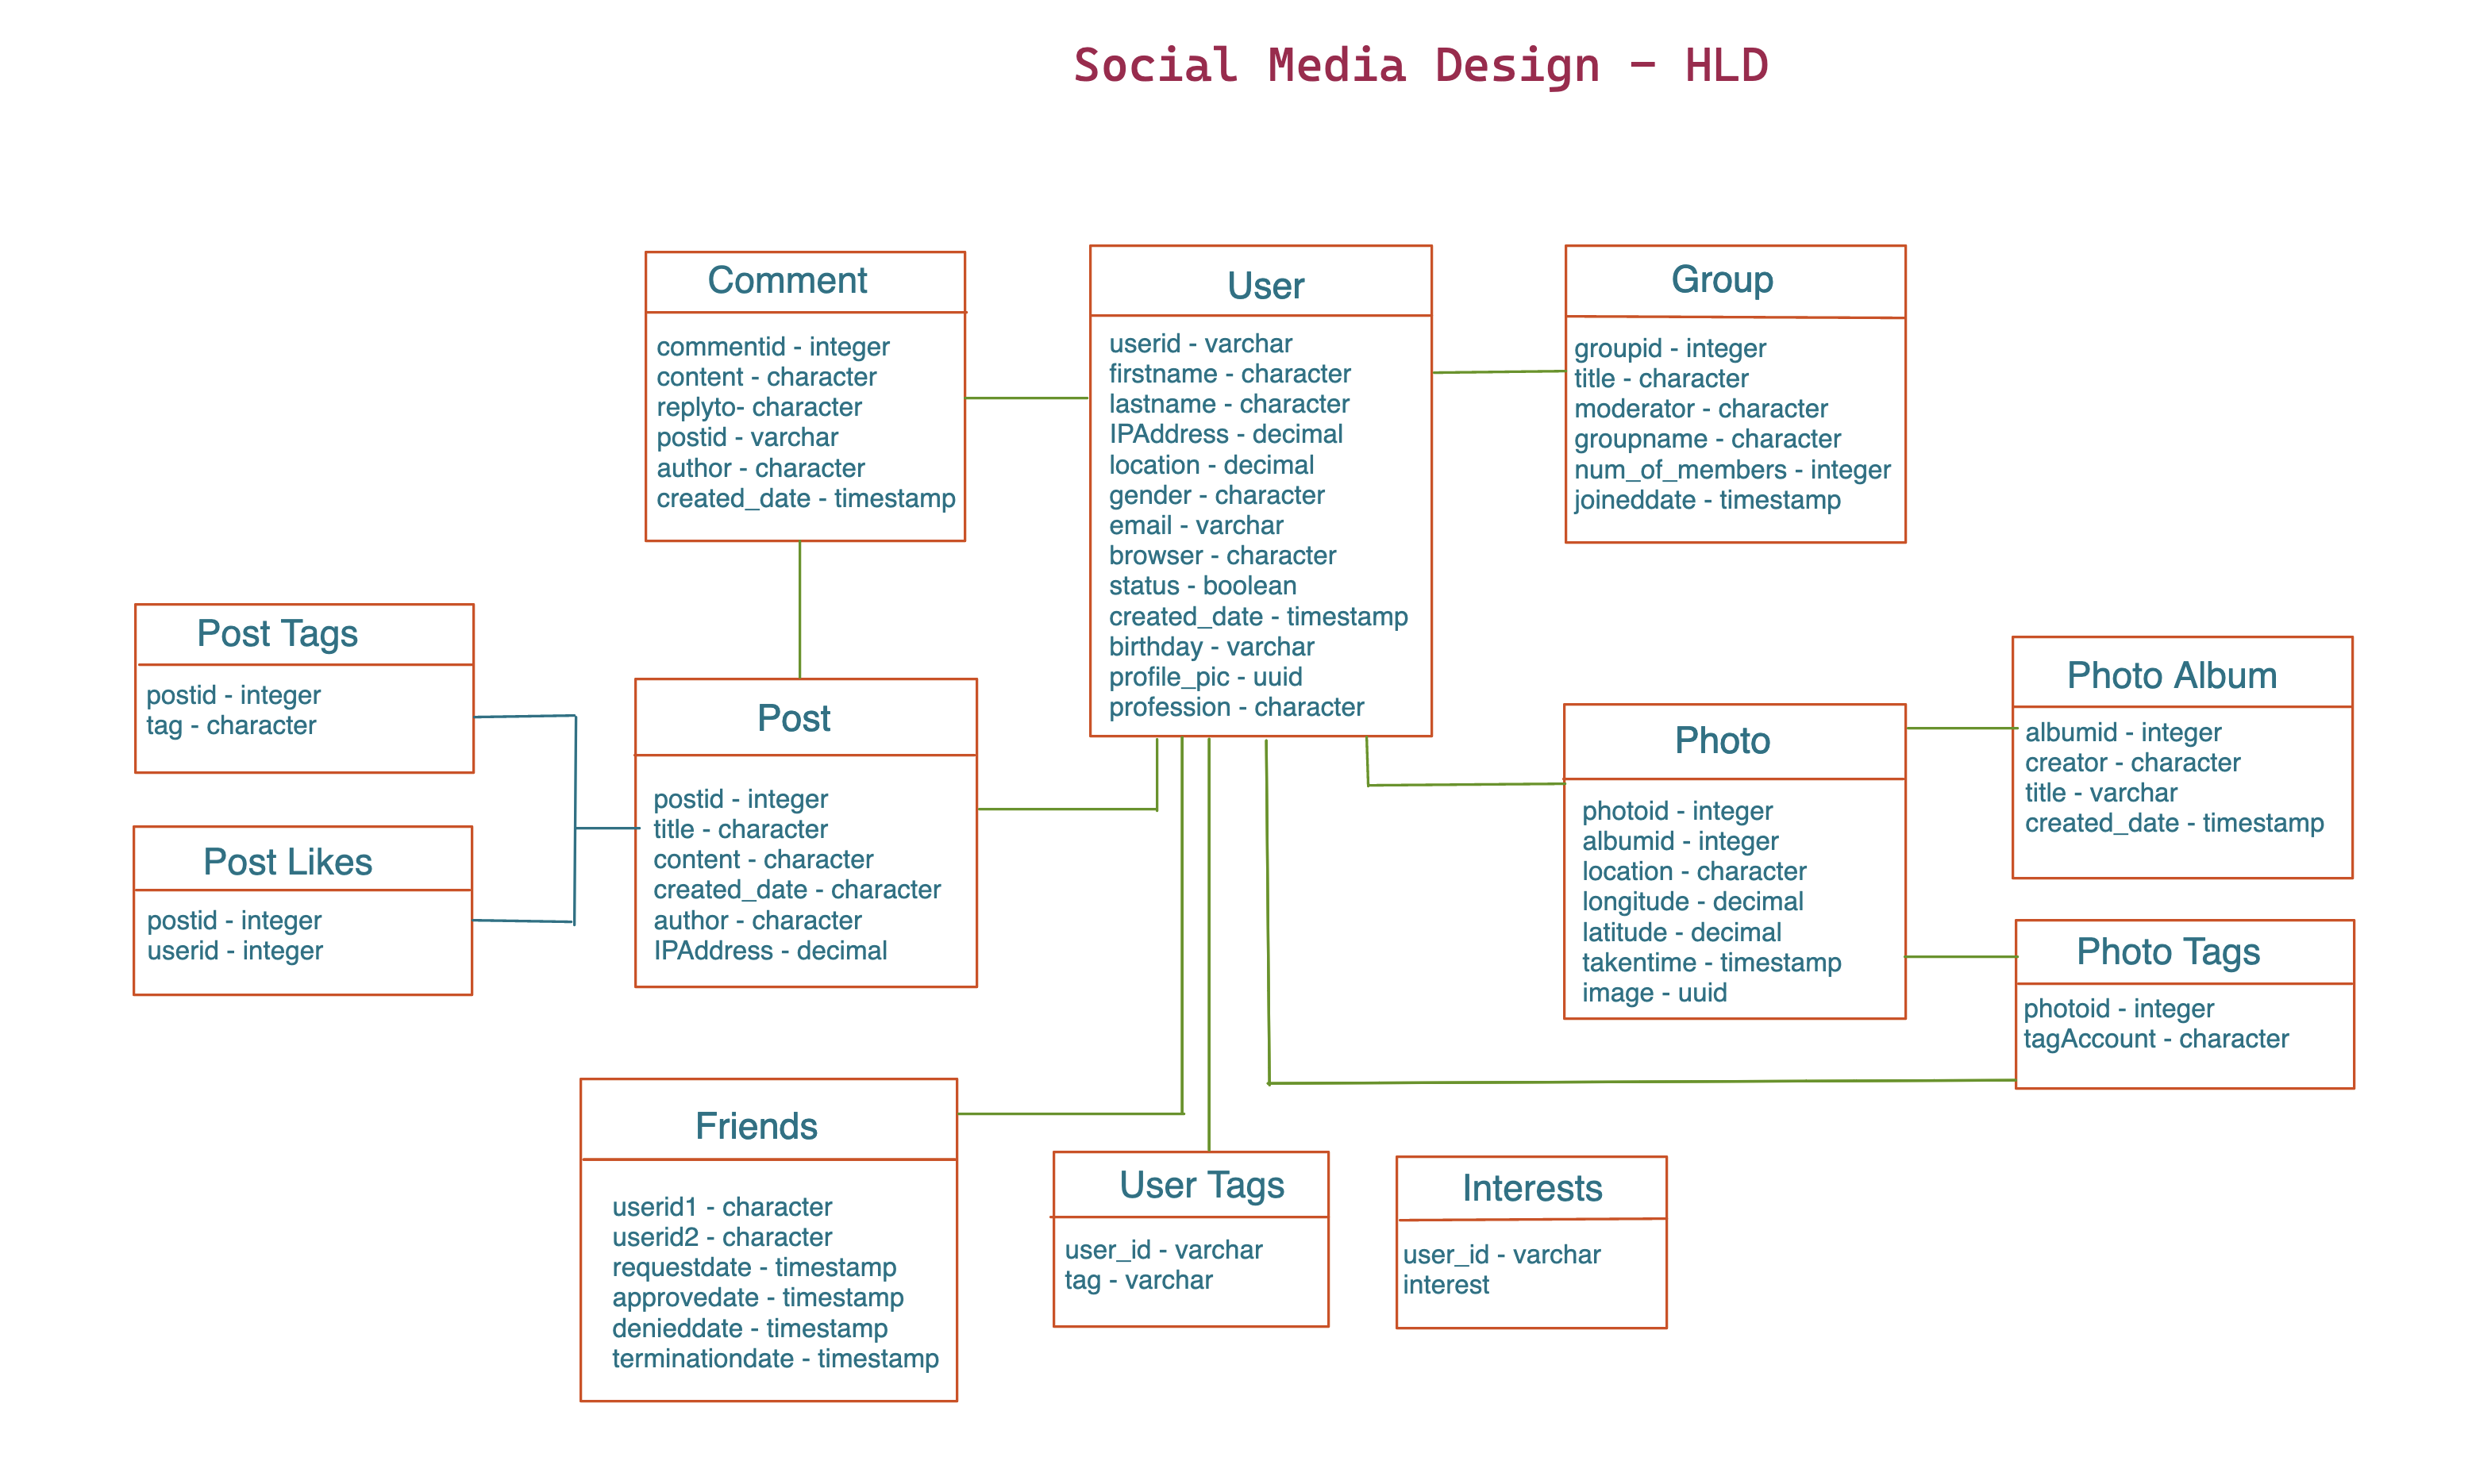 Social Media Design - HLD
Comment
commentid - integer
content - character
replyto- character
postid - varchar
author - character
created_date - timestamp
User
userid - varchar
firstname - character
lastname - character
IPAddress - decimal
location - decimal
gender - character
email - varchar
browser - character
status - boolean
created_date - timestamp
birthday - varchar
profile_pic - uuid
profession - character
Group
groupid - integer
title - character
moderator - character
groupname - character
num_of_members - integer
joineddate - timestamp
Post Tags
postid - integer
tag - character
Post Likes
postid - integer
userid - integer
Post
postid - integer
title - character
content - character
created_date - character
author - character
IPAddress - decimal
Photo
photoid - integer
albumid - integer
location - character
longitude - decimal
latitude - decimal
takentime - timestamp
image - uuid
Photo Album
albumid - integer
creator - character
title - varchar
created_date - timestamp
Photo Tags
photoid - integer
tagAccount - character
Friends
userid1 - character
userid2 - character
requestdate - timestamp
approvedate - timestamp
denieddate - timestamp
terminationdate - timestamp
User Tags
user_id - varchar
tag - varchar
Interests
user_id - varchar
interest